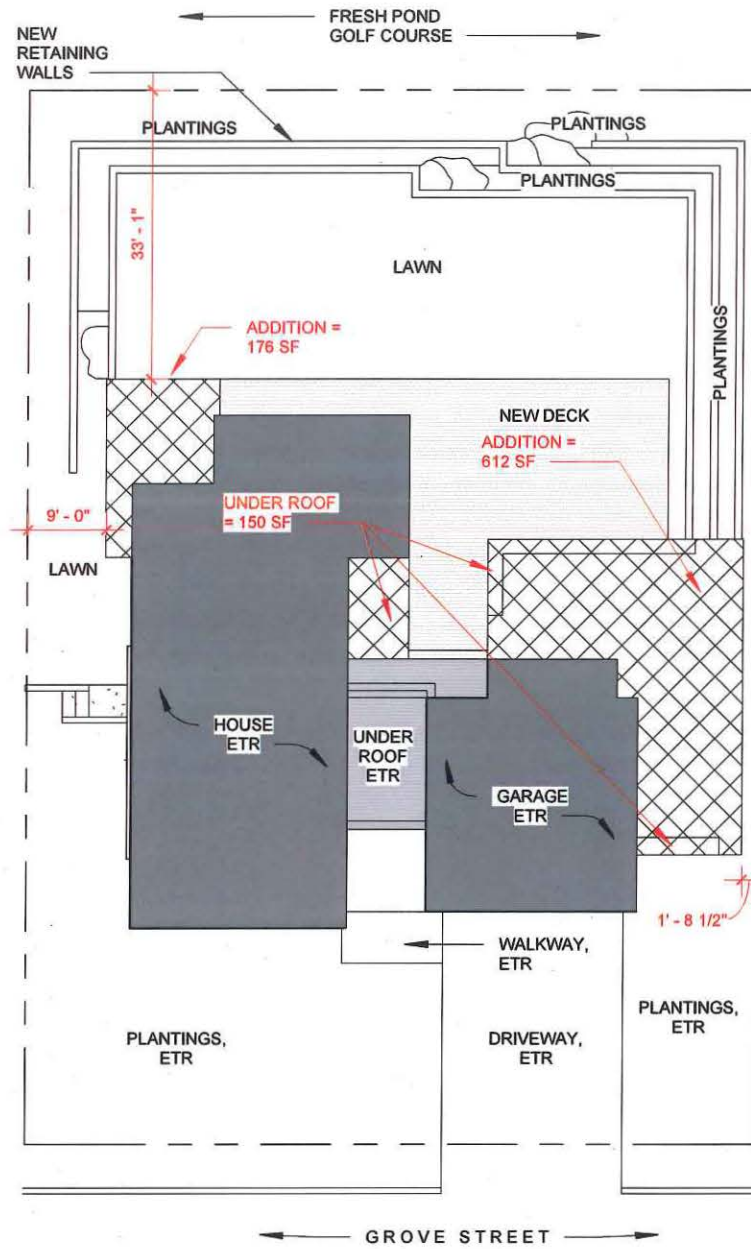 FRESH POND
GOLF COURSE
NEW
RETAINING
WALLS
PLANTINGS
PLANTINGS
PLANTINGS
33' - 1"
LAWN
PLANTINGS
ADDITION =
176 SF
NEW DECK
ADDITION =
612 SF
UNDER ROOF
= 150 SF
9' - 0"
LAWN
HOUSE
ETR
UNDER
ROOF
ETR
GARAGE
ETR
1' - 8 1/2"
WALKWAY,
ETR
PLANTINGS,
ETR
DRIVEWAY,
ETR
PLANTINGS,
ETR
GROVE STREET